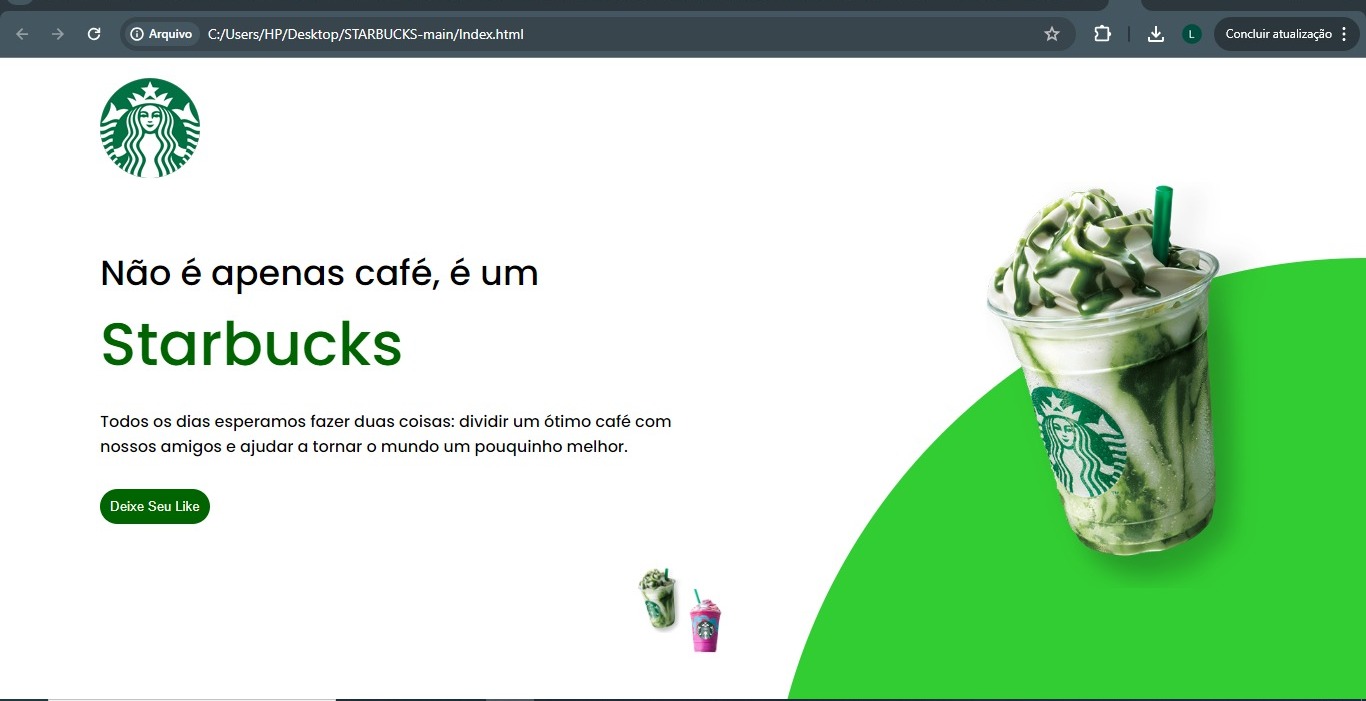 Arquivo C:/Users/HP/Desktop/STARBUCKS-main/Index.html L Concluir atualização
Não é apenas café, é um
Starbucks
Todos os dias esperamos fazer duas coisas: dividir um ótimo café com
nossos amigos e ajudar a tornar o mundo um pouquinho melhor.
Deixe Seu Like